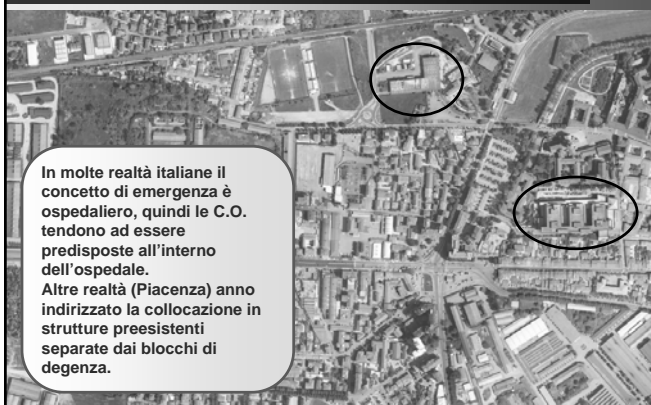 In molte realtà italiane il
concetto di emergenza è
ospedaliero, quindi le C.O.
tendono ad essere
predisposte all'interno
dell'ospedale.
Altre realtà (Piacenza) anno
indirizzato la collocazione in
strutture preesistenti
separate dai blocchi di
degenza.